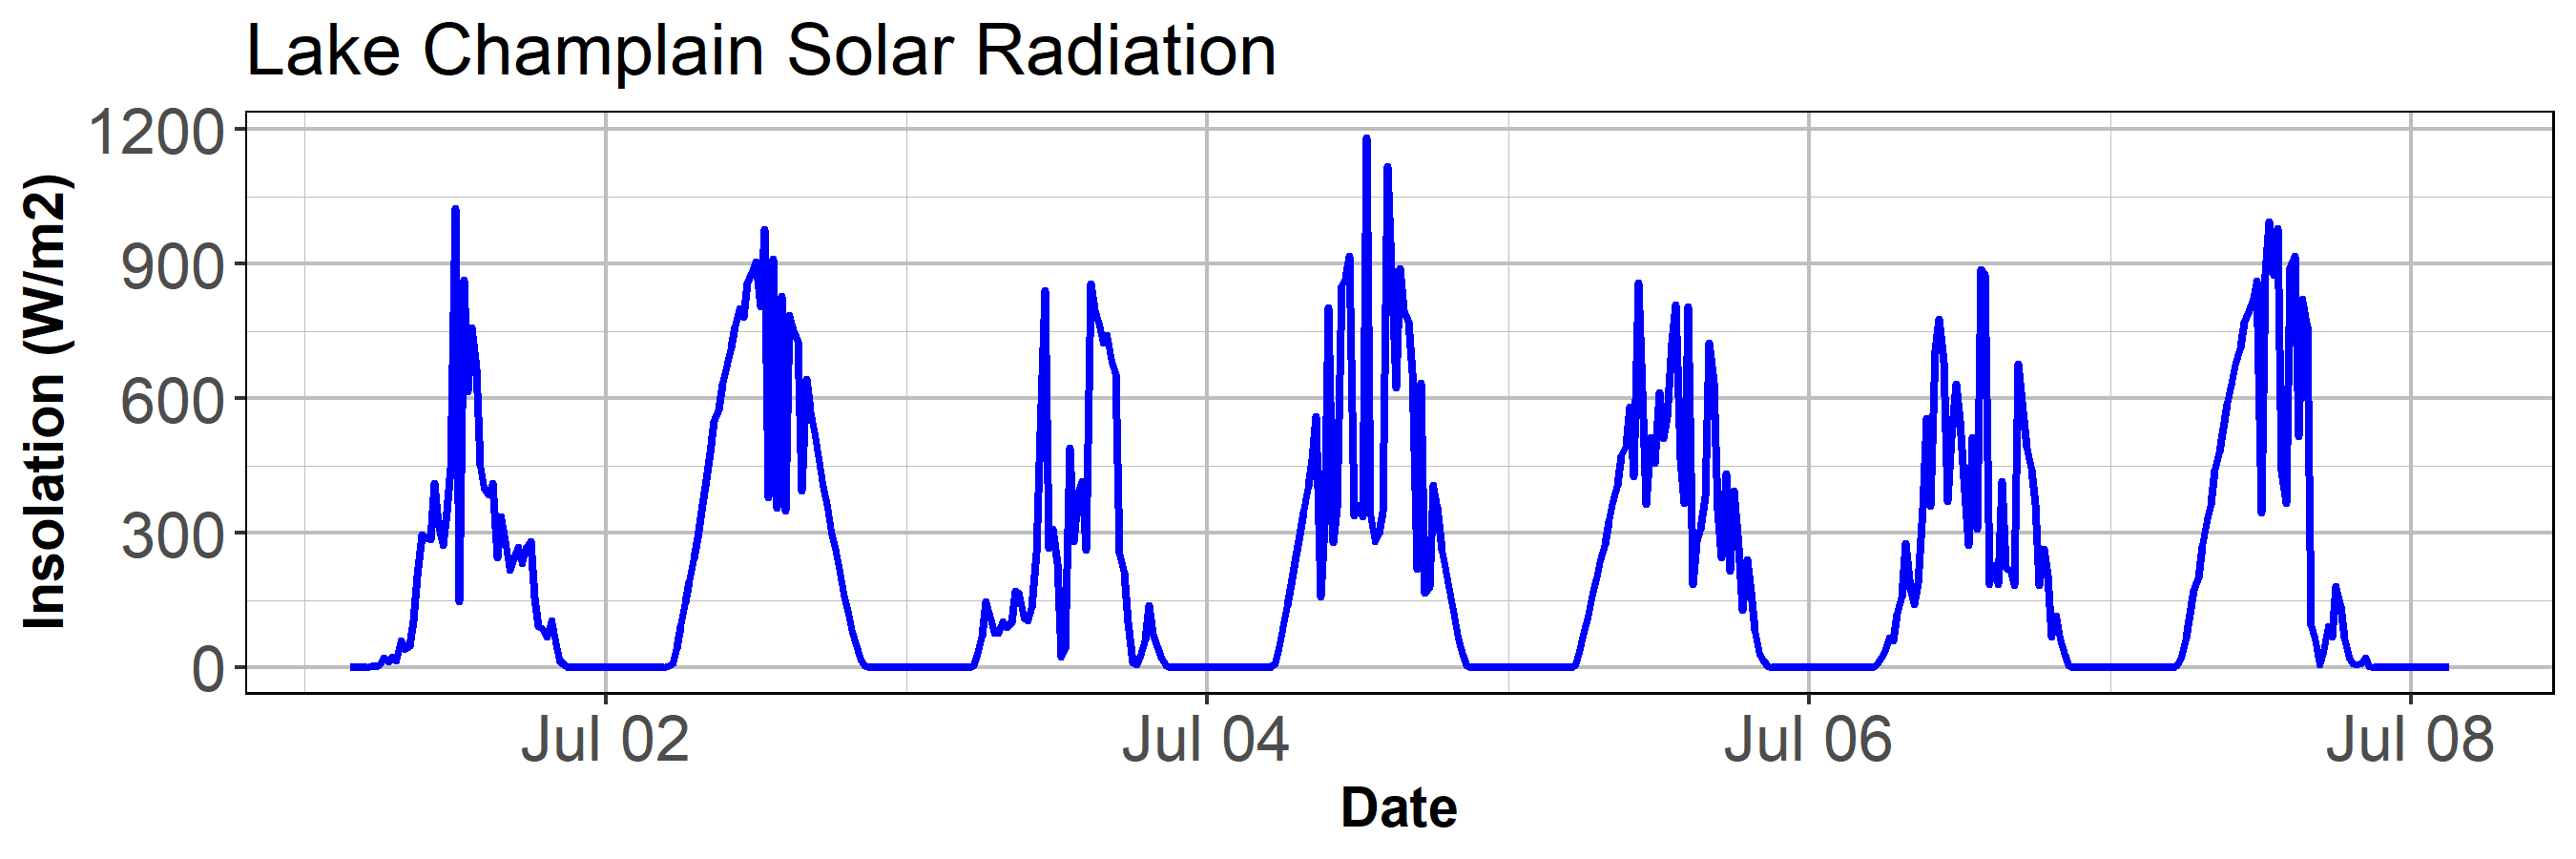 Lake Champlain Solar Radiation
1200
900
600
300
0
Insolation (W/m2)
Jul 02
Jul 04
Jul 06
Jul 08
Date